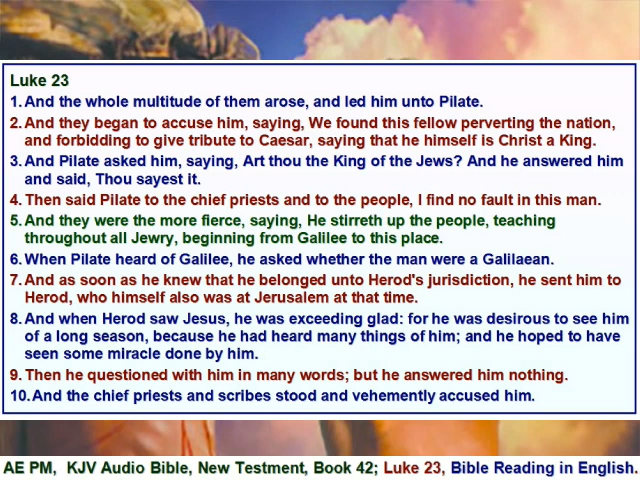 Luke 23
1. And the whole multitude of them arose, and led him unto Pilate.
2. And they began to accuse him, saying, We found this fellow perverting the nation,
and forbidding to give tribute to Caesar, saying that he himself is Christ a King.
3. And Pilate asked him, saying, Art thou the King of the Jews? And he answered him
and said, Thou sayest it.
4. Then said Pilate to the chief priests and to the people, I find no fault in this man.
5. And they were the more fierce, saying, He stirreth up the people, teaching
throughout all Jewry, beginning from Galilee to this place.
6. When Pilate heard of Galilee, he asked whether the man were a Galilaean.
7. And as soon as he knew that he belonged unto Herod's jurisdiction, he sent him to
Herod, who himself also was at Jerusalem at that time.
8. And when Herod saw Jesus, he was exceeding glad: for he was desirous to see him
of a long season, because he had heard many things of him; and he hoped to have
seen some miracle done by him.
9. Then he questioned with him in many words; but he answered him nothing.
10. And the chief priests and scribes stood and vehemently accused him.
AE PM, KJV Audio Bible, New Testment, Book 42; Luke 23, Bible Reading in English.